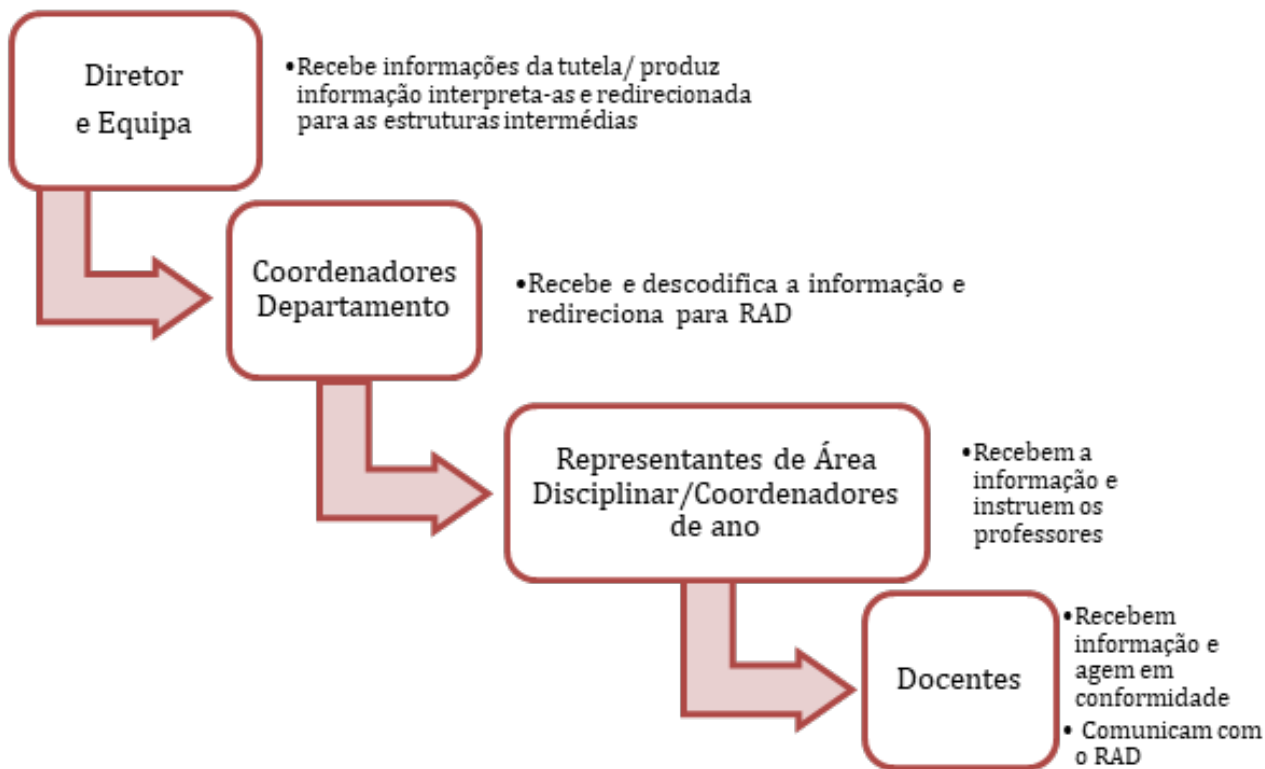 Diretor
e Equipa
•Recebe informações da tutela/ produz
informação interpreta-as e redirecionada
para as estruturas intermédias
Coordenadores
Departamento
•Recebe e descodifica a informação e
redireciona para RAD
Representantes de Área
Disciplinar/Coordenadores
de ano
•Recebem a
informação e
instruem os
professores
Docentes
•Recebem
informação e
agem em
conformidade
• Comunicam com
o RAD